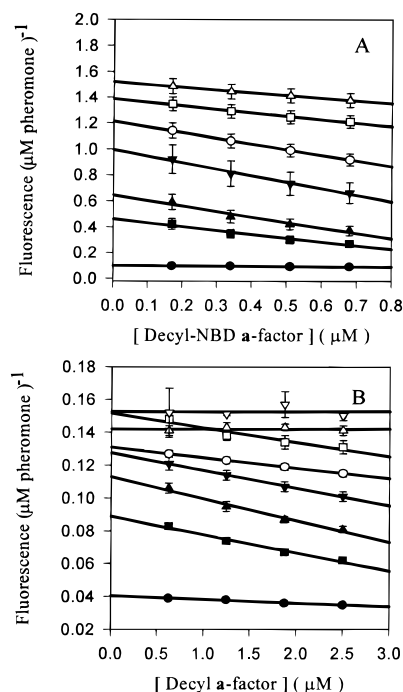 A
2.0
1.8
1.6
1.4
1.2
1.0
0.8
0.6
0.4
0.2
0.0
Fluorescence (μM pheromone )-1
0.0 0.1 0.2 0.3 0.4 0.5 0.6 0.7 0.8
[ Decyl-NBD a-factor ] ( μM )
B
0.18
0.16
0.14
0.12
0.10
0.08
0.06
0.04
0.02
Fluorescence (μM pheromone )-1
0.0 0.5 1.0 1.5 2.0 2.5 3.0
[ Decyl a-factor ] ( μM )